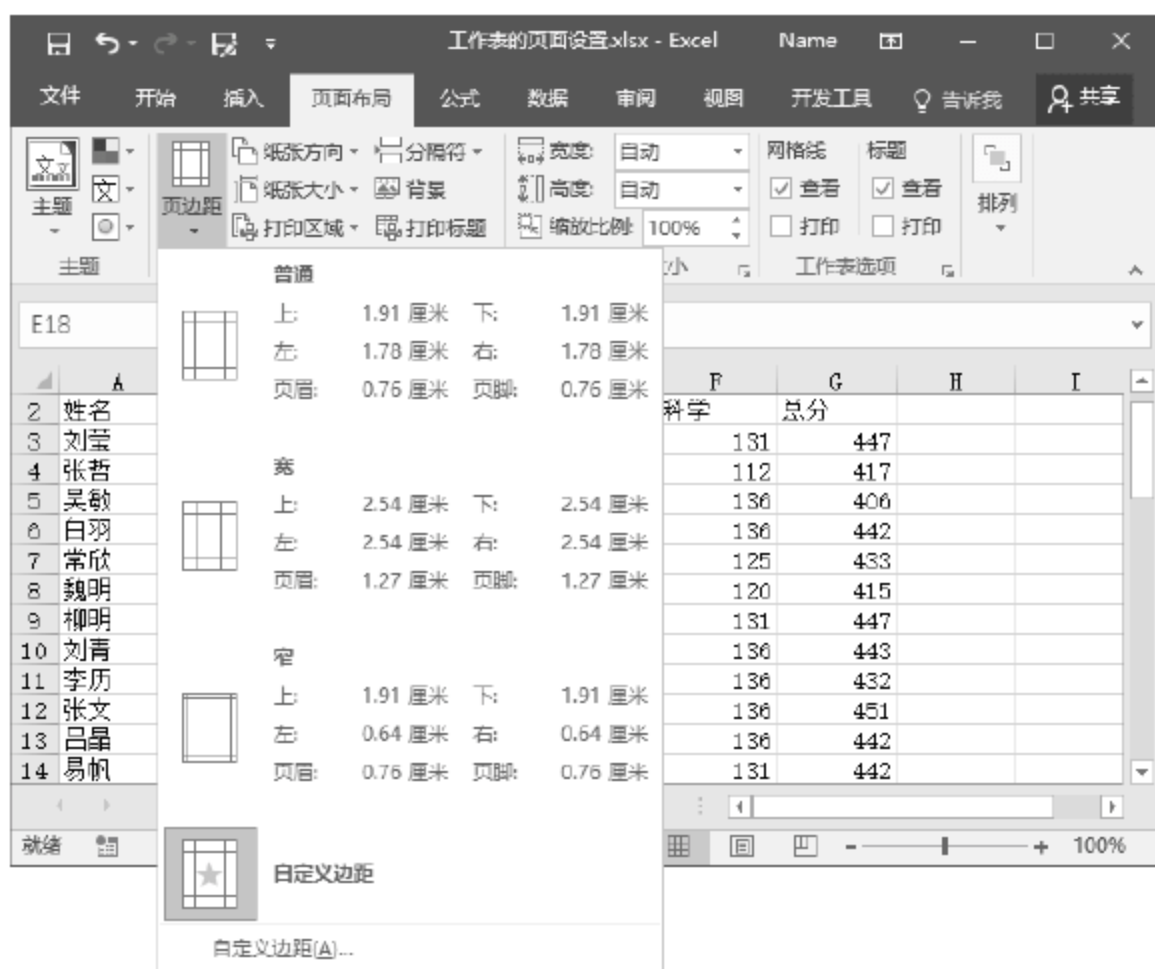 工作表的页面设置.xlsx - Excel Name
文件 开始 插入 页面布局 公式 数据 审阅 视图 开发工具 告诉我 共享
纸张方向 分隔符 宽度: 自动 网格线 标题
主题 页边距 纸张大小 背景 高度: 自动 查看 查看 排列
打印区域 打印标题 缩放比例: 100% 打印 打印
主题 小 工作表选项
普通
上: 1.91 厘米 下: 1.91 厘米
左: 1.78 厘米 右: 1.78 厘米
页眉: 0.76 厘米 页脚: 0.76 厘米
宽
上: 2.54 厘米 下: 2.54 厘米
左: 2.54 厘米 右: 2.54 厘米
页眉: 1.27 厘米 页脚: 1.27 厘米
窄
上: 1.91 厘米 下: 1.91 厘米
左: 0.64 厘米 右: 0.64 厘米
页眉: 0.76 厘米 页脚: 0.76 厘米
自定义边距
自定义边距(A)...
E18
A F G H I
2 姓名 科学 总分
3 刘莹 131 447
4 张哲 112 417
5 吴敏 136 406
6 白羽 136 442
7 常欣 125 433
8 魏明 120 415
9 柳明 131 447
10 刘青 136 443
11 李历 136 432
12 张文 136 451
13 吕晶 136 442
14 易帆 131 442
就绪 100%